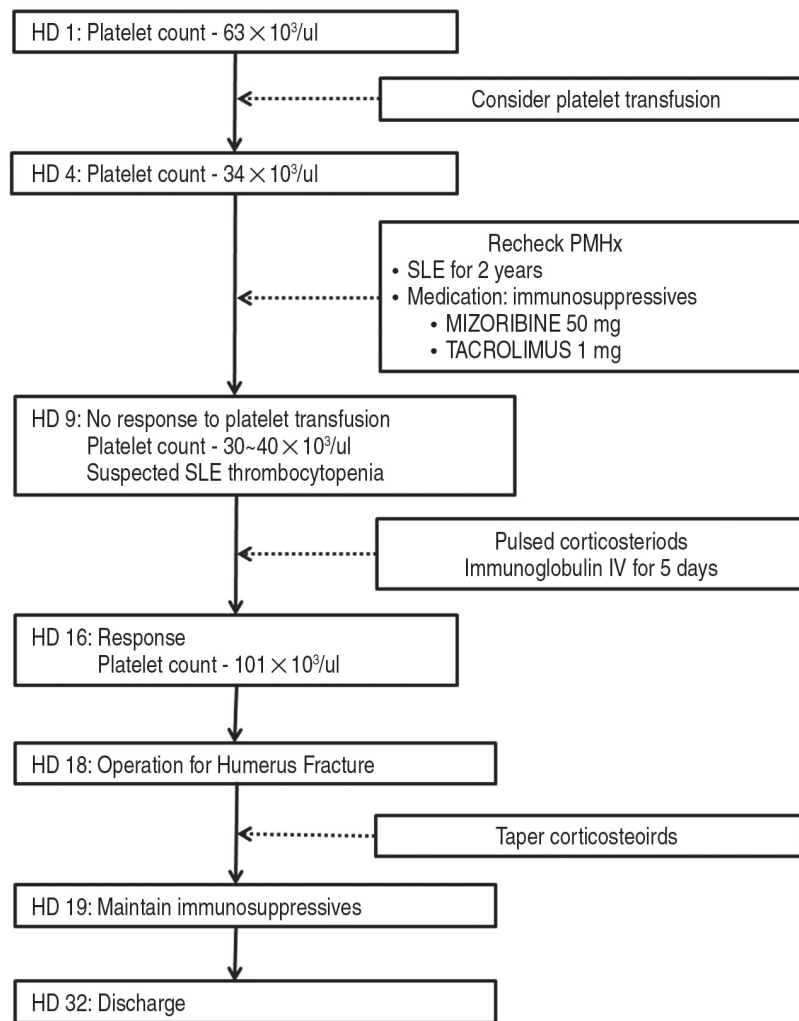 HD 1: Platelet count - 63 × 10³/ul
Consider platelet transfusion
HD 4: Platelet count - 34 × 10³/ul
Recheck PMHx
• SLE for 2 years
• Medication: immunosuppressives
• MIZORIBINE 50 mg
• TACROLIMUS 1 mg
HD 9: No response to platelet transfusion
Platelet count - 30~40 × 10³/ul
Suspected SLE thrombocytopenia
Pulsed corticosteriods
Immunoglobulin IV for 5 days
HD 16: Response
Platelet count - 101 × 10³/ul
HD 18: Operation for Humerus Fracture
Taper corticosteoirds
HD 19: Maintain immunosuppressives
HD 32: Discharge